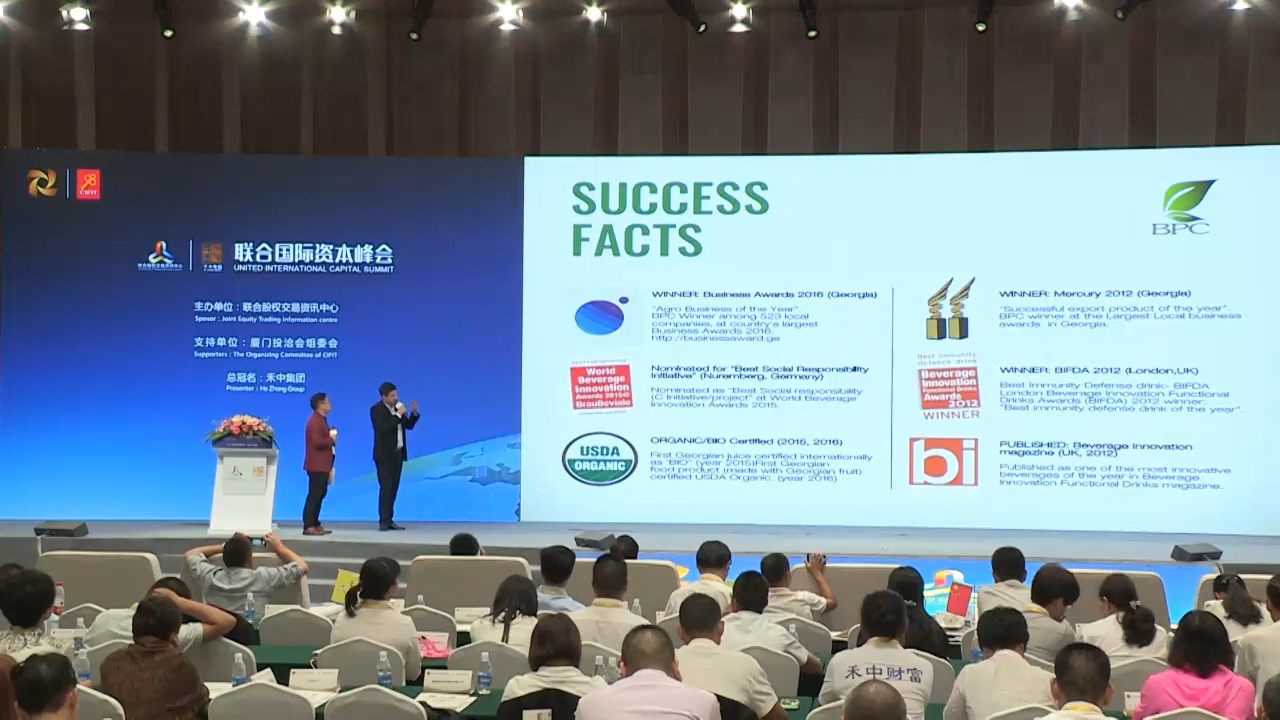 CIFIT
联合国际资本峰会
UNITED INTERNATIONAL CAPITAL SUMMIT
主办单位：联合股权交易资讯中心
Sponsor : Joint Equity Trading Information centre
支持单位：厦门投洽会组委会
Supporters : The Organizing Committee of CIFIT
总冠名：禾中集团
Presenter : He Zhong Group
SUCCESS
FACTS
BPC
WINNER: Business Awards 2016 (Georgia)
"Agro Business of the Year".
BPC Winner among 523 local
companies, at country's largest
Business Awards 2016.
http://businessaward.ge
World
Beverage
Innovation
Awards 2015@
BrauBeviale
Nominated for "Best Social Responsibility
Initiative" (Nuremberg, Germany)
Nominated as "Best Social responsibility
(C Initiative/project" at World Beverage
Innovation Awards 2015.
USDA
ORGANIC
ORGANIC/BIO Certified (2015, 2016)
First Georgian juice certified internationally
as "BIO" (year 2015)First Georgian
food product (made with Georgian fruit)
certified USDA Organic. (year 2016)
WINNER: Mercury 2012 (Georgia)
"Successful export product of the year".
BPC winner at the Largest Local business
awards in Georgia.
Best immunity
defence drink
Beverage
Innovation
Functional Drinks
Awards
2012
WINNER
WINNER: BIFDA 2012 (London,UK)
Best Immunity Defense drink- BIFDA
London Beverage Innovation Functional
Drinks Awards (BIFDA) 2012 winner:
"Best immunity defense drink of the year".
bi
PUBLISHED: Beverage Innovation
magazine (UK, 2012)
Published as one of the most innovative
beverages of the year in Beverage
Innovation Functional Drinks magazine.
禾中财富